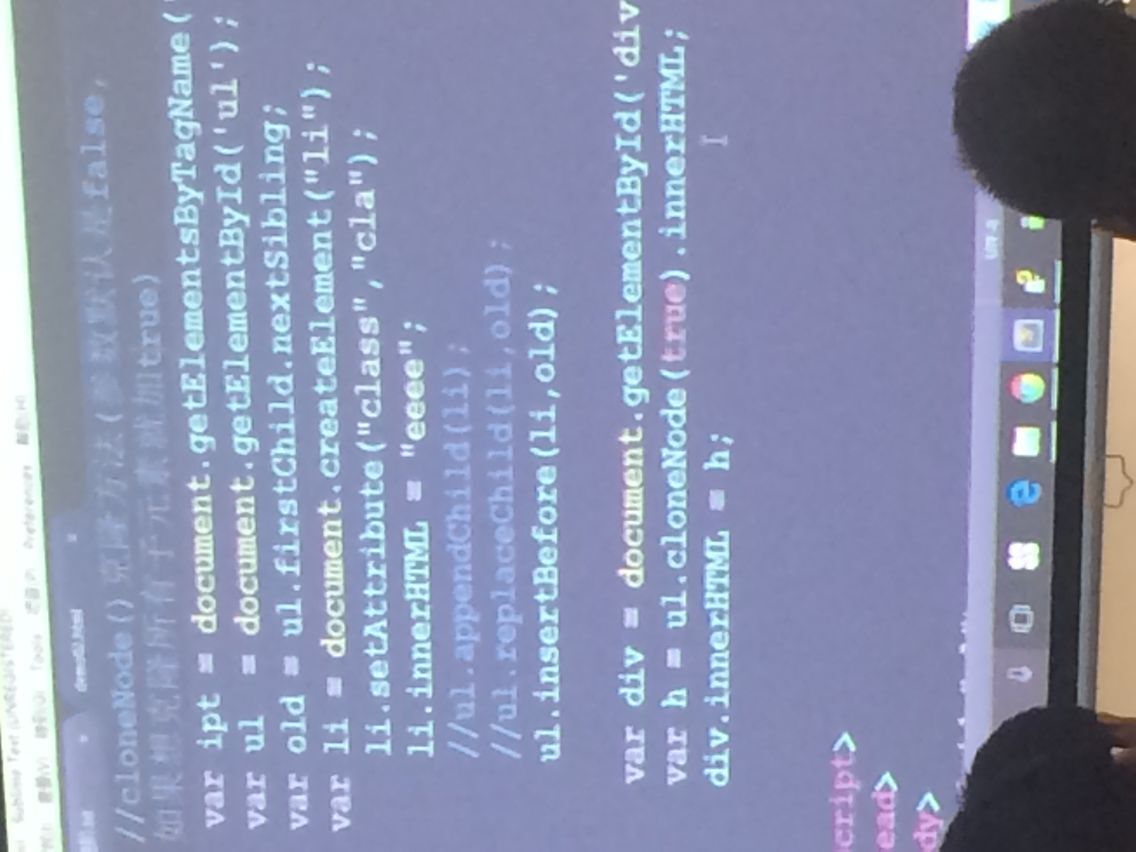 Sublime Text (UNREGISTERED)
Preferences
//cloneNode()克隆方法(参数默认是false,
如果想克隆所有子元素就加true)
var ipt = document.getElementsByTagName('
var ul = document.getElementById('ul');
var old = ul.firstChild.nextSibling;
var li = document.createElement("li");
li.setAttribute("class","cla");
li.innerHTML = "eeee";
//ul.appendChild(li);
//ul.replaceChild(li,old);
ul.insertBefore(li,old);
var div = document.getElementById('div
var h = ul.cloneNode(true).innerHTML;
div.innerHTML = h;
cript>
ead>
dy>